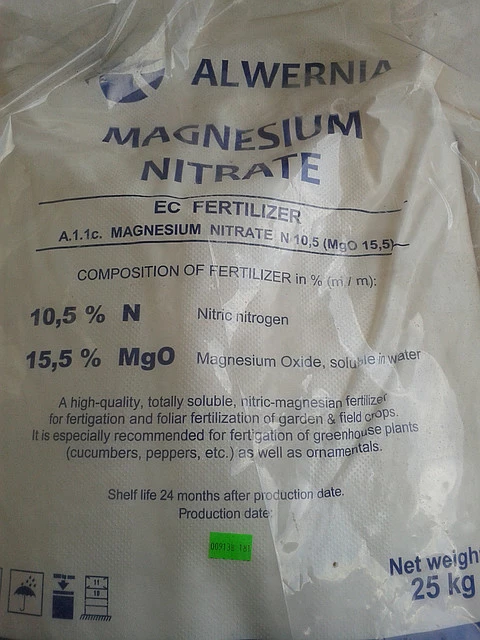 ALWERNIA
MAGNESIUM
NITRATE
EC FERTILIZER
A.1.1c. MAGNESIUM NITRATE N 10,5 (MgO 15,5)
COMPOSITION OF FERTILIZER in % (m / m):
10,5 % N Nitric nitrogen
15,5 % MgO Magnesium Oxide, soluble in water
A high-quality, totally soluble, nitric-magnesian fertilizer
for fertigation and foliar fertilization of garden & field crops.
It is especially recommended for fertigation of greenhouse plants
(cucumbers, peppers, etc.) as well as ornamentals.
Shelf life 24 months after production date.
Production date:
Net weigh
25 kg